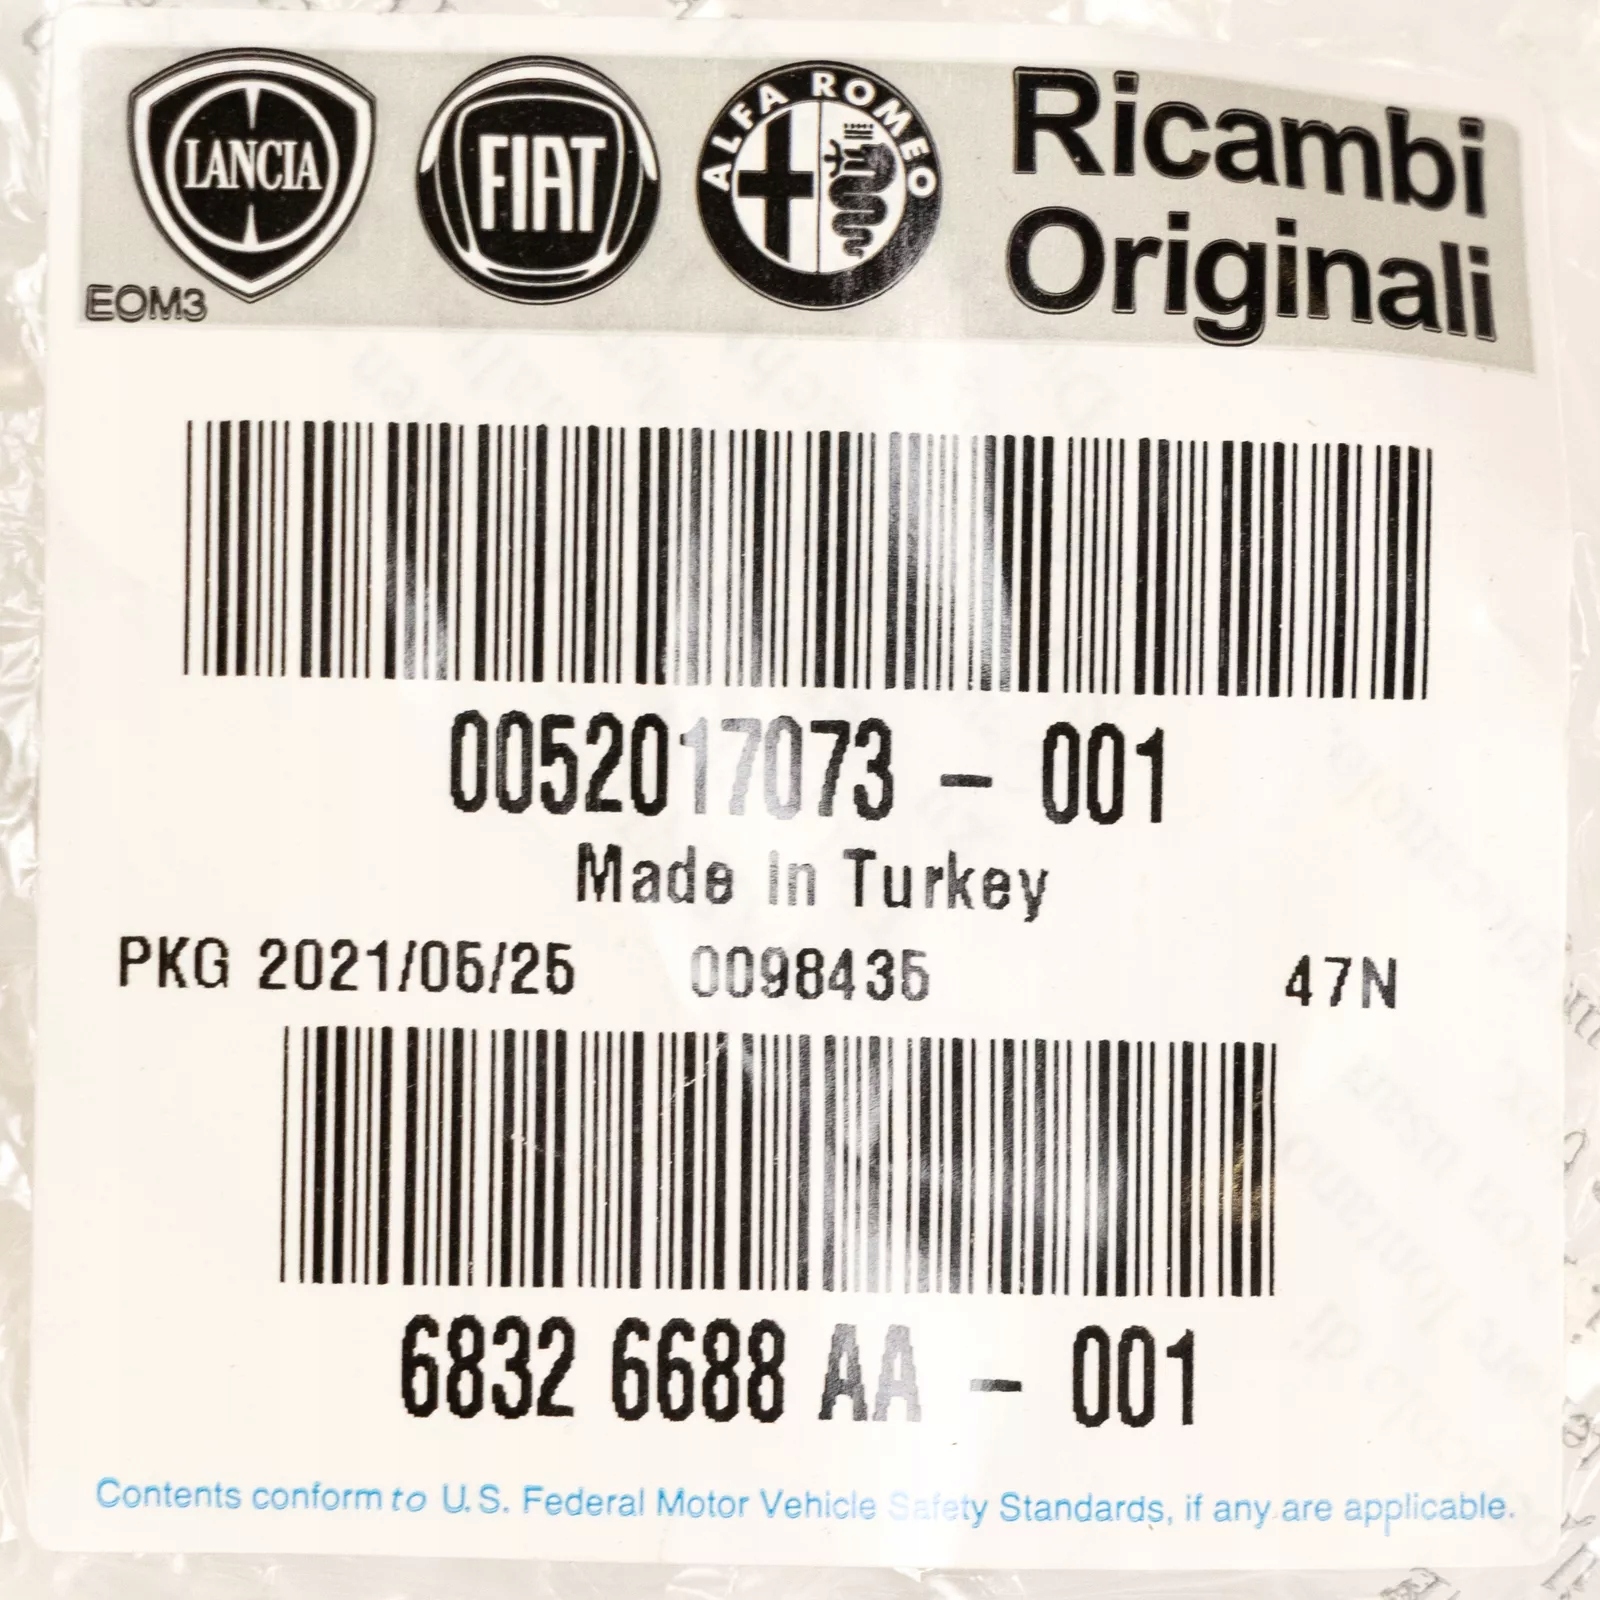 LANCIA
FIAT
ALFA ROMEO
Ricambi
Originali
EOM3
0052017073 - 001
Made in Turkey
PKG 2021/05/25 0098435 47N
6832 6688 AA - 001
Contents conform to U.S. Federal Motor Vehicle Safety Standards, if any are applicable.